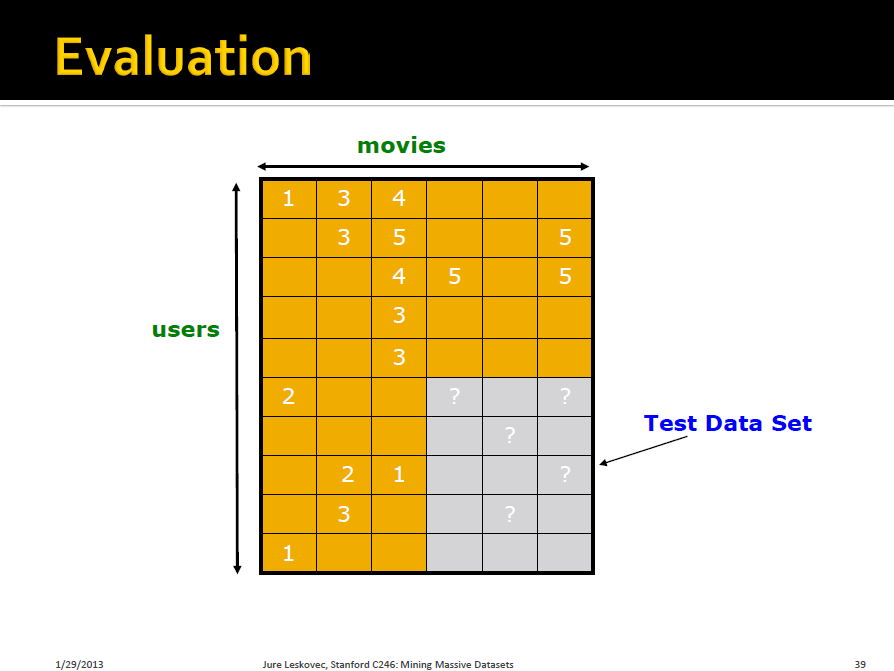 Evaluation
movies
1 3 4
3 5 5
4 5 5
users
3
3
2 ? ?
Test Data Set
?
2 1 ?
3 ?
1
1/29/2013 Jure Leskovec, Stanford C246: Mining Massive Datasets 39